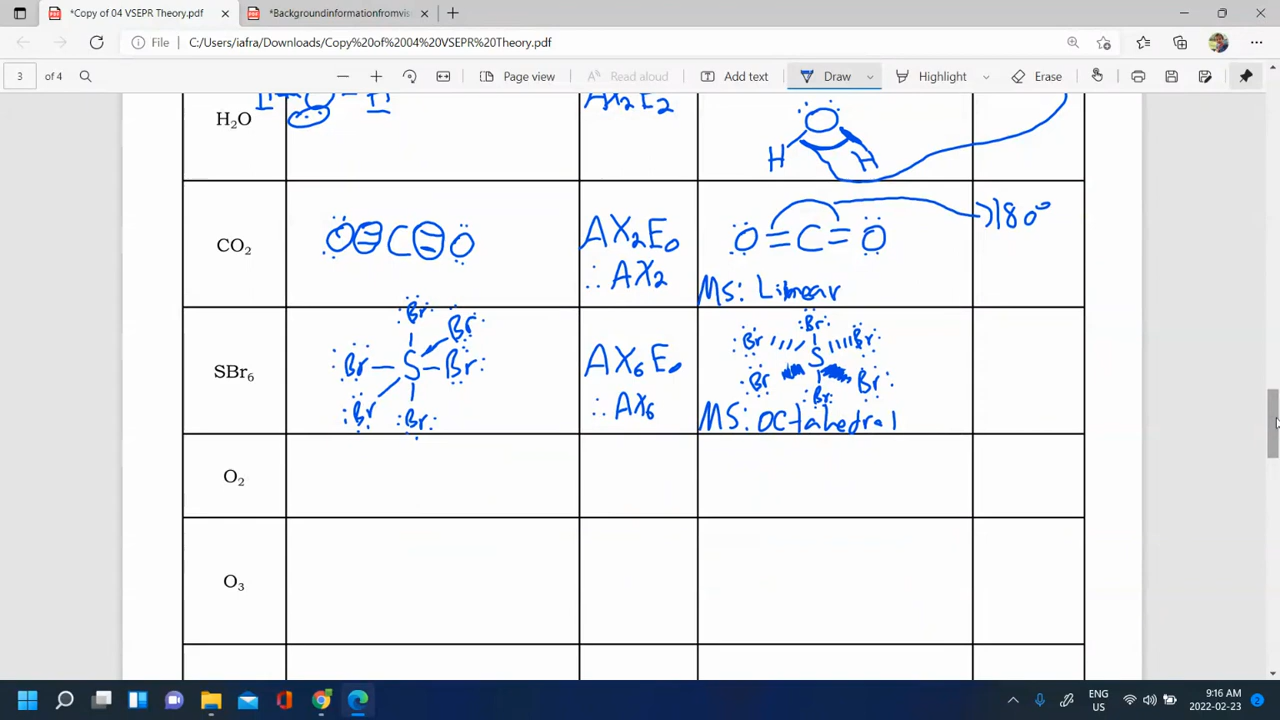 *Copy of 04 VSEPR Theory.pdf
*Backgroundinformationfromvis
File C:/Users/iafra/Downloads/Copy%20of%2004%20VSEPR%20Theory.pdf
3 of 4 Page view Read aloud Add text Draw Highlight Erase
H₂O H H AX₂E₂ O
H H
CO₂ O=C=O AX₂E₀ O=C=O 180°
∴ AX₂
MS: Linear
Br Br Br
Br Br Br
SBr₆ Br S Br AX₆E₀ S
Br Br
Br Br ∴ AX₆ Br
MS: Octahedral
O₂
O₃
ENG
US
9:16 AM
2022-02-23
2